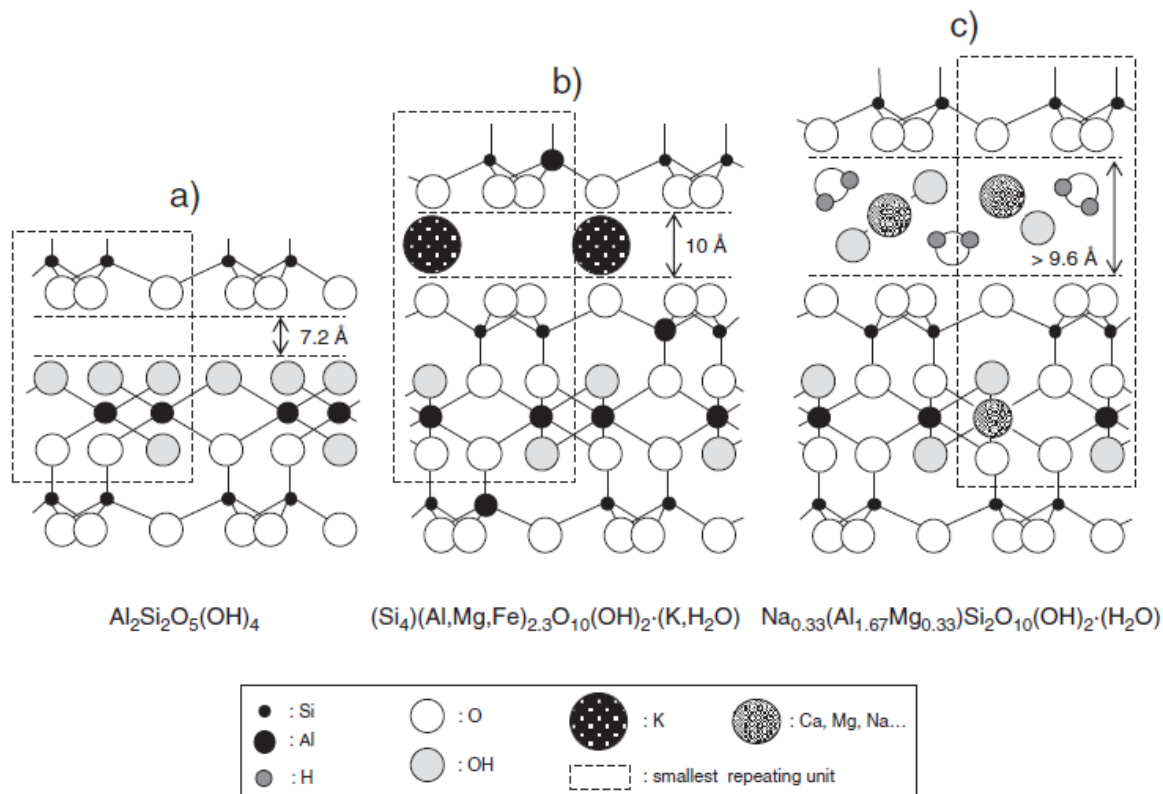 c)
b)
a)
10 Å
> 9.6 Å
7.2 Å
Al₂Si₂O₅(OH)₄
(Si₄)(Al,Mg,Fe)₂.₃O₁₀(OH)₂·(K,H₂O)
Na₀.₃₃(Al₁.₆₇Mg₀.₃₃)Si₂O₁₀(OH)₂·(H₂O)
: Si
: Al
: H
: O
: OH
: K
: Ca, Mg, Na...
: smallest repeating unit